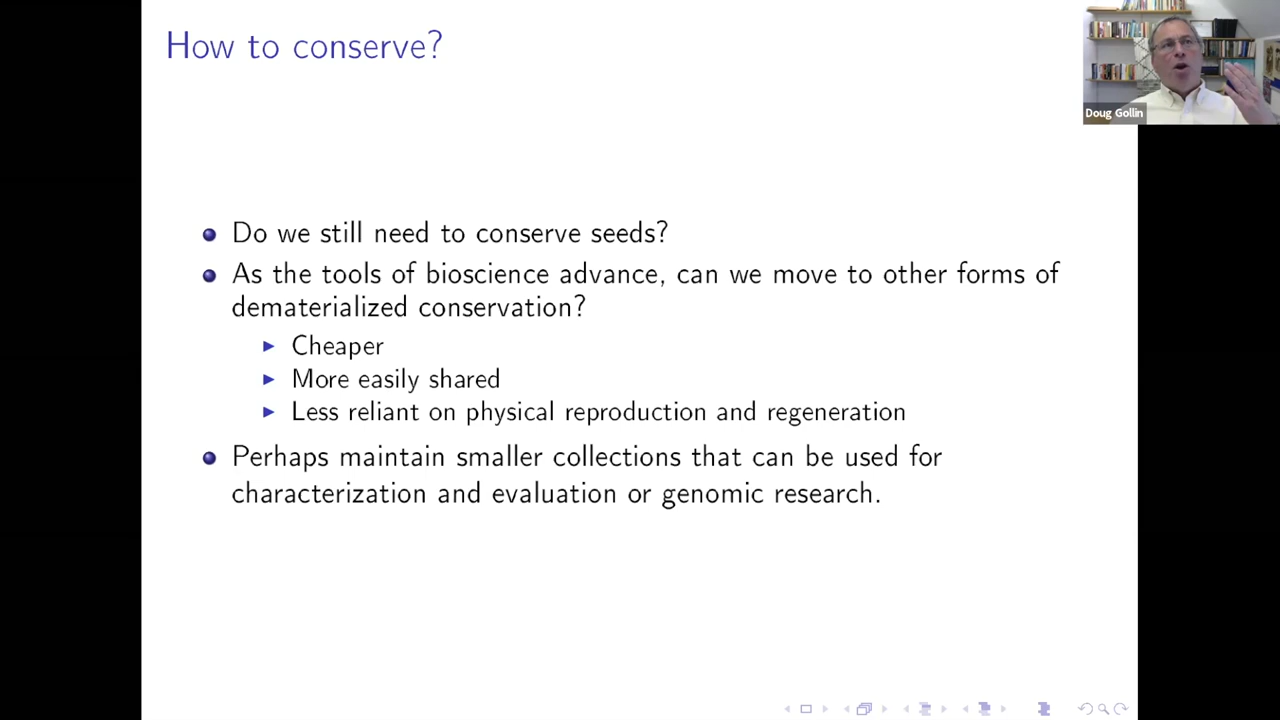 How to conserve?
Doug Gollin
Do we still need to conserve seeds?
As the tools of bioscience advance, can we move to other forms of
dematerialized conservation?
Cheaper
More easily shared
Less reliant on physical reproduction and regeneration
Perhaps maintain smaller collections that can be used for
characterization and evaluation or genomic research.